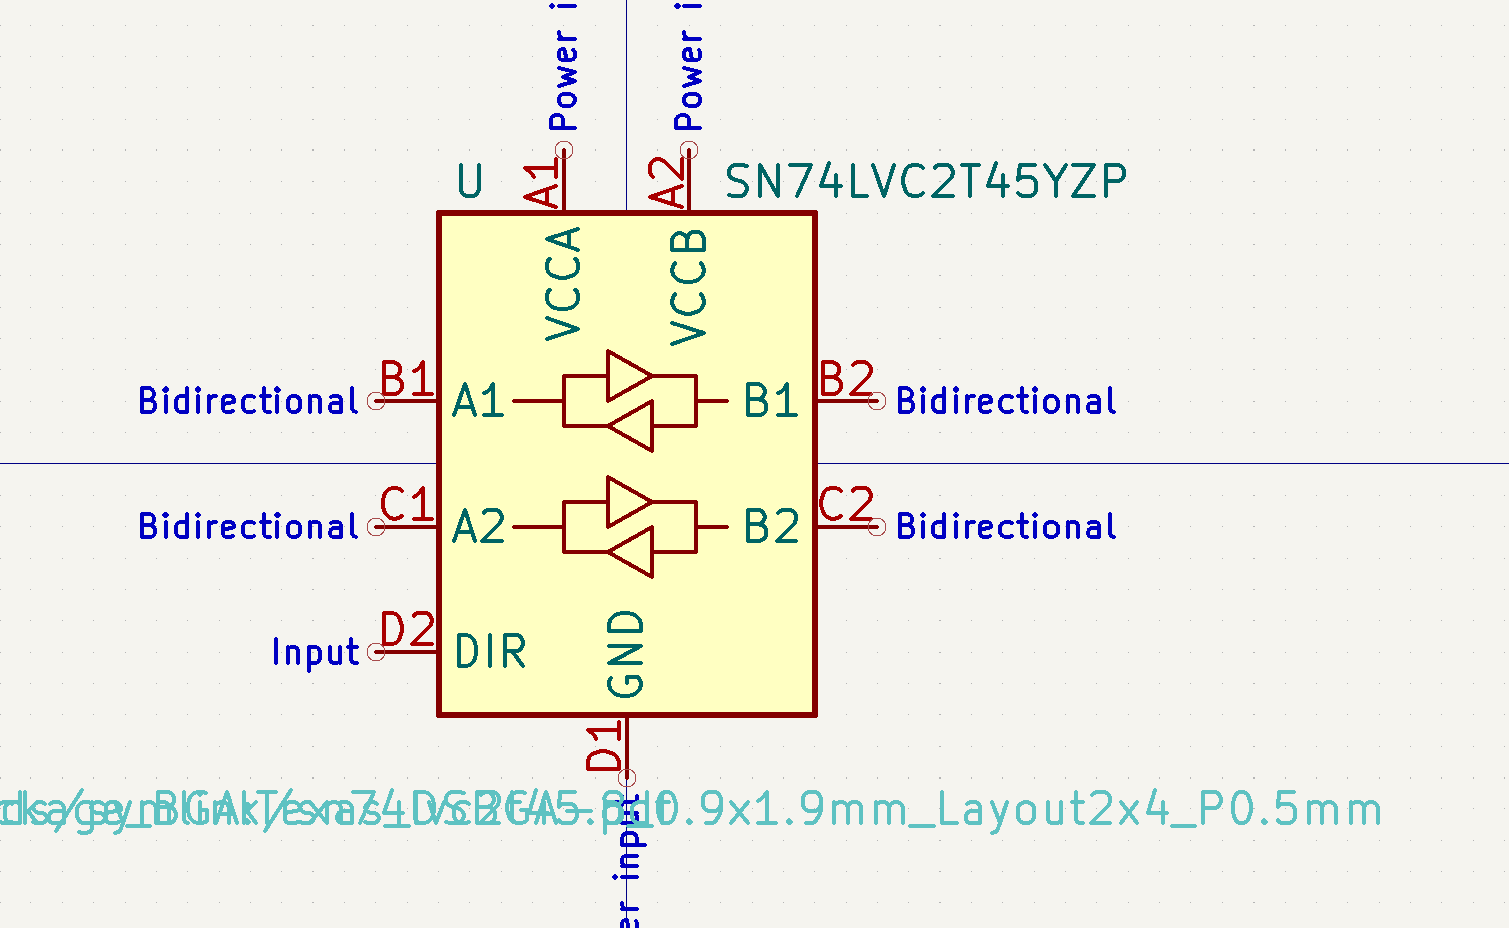 Power i
Power i
U
A1
A2
SN74LVC2T45YZP
VCCA
VCCB
Bidirectional
B1
A1
B1
B2
Bidirectional
Bidirectional
C1
A2
B2
C2
Bidirectional
Input
D2
DIR
GND
D1
0.9x1.9mm_Layout2x4_P0.5mm
er input